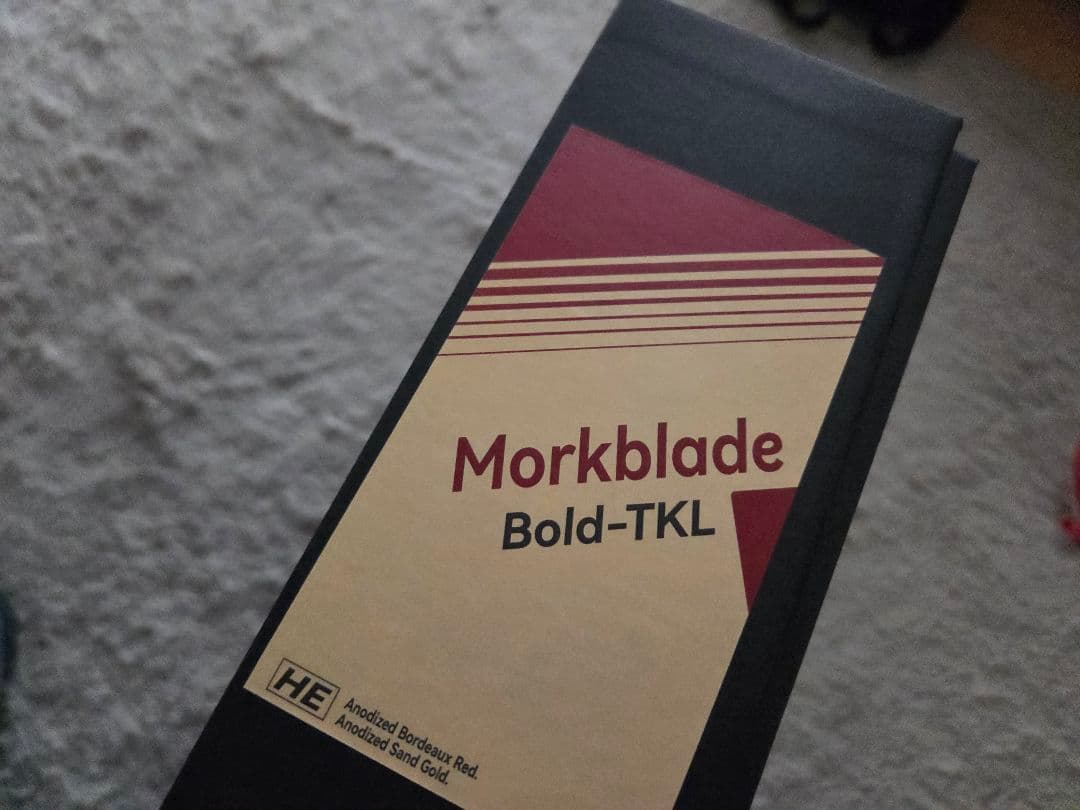 Morkblade
Bold-TKL
HE
Anodized Bordeaux Red.
Anodized Sand Gold.